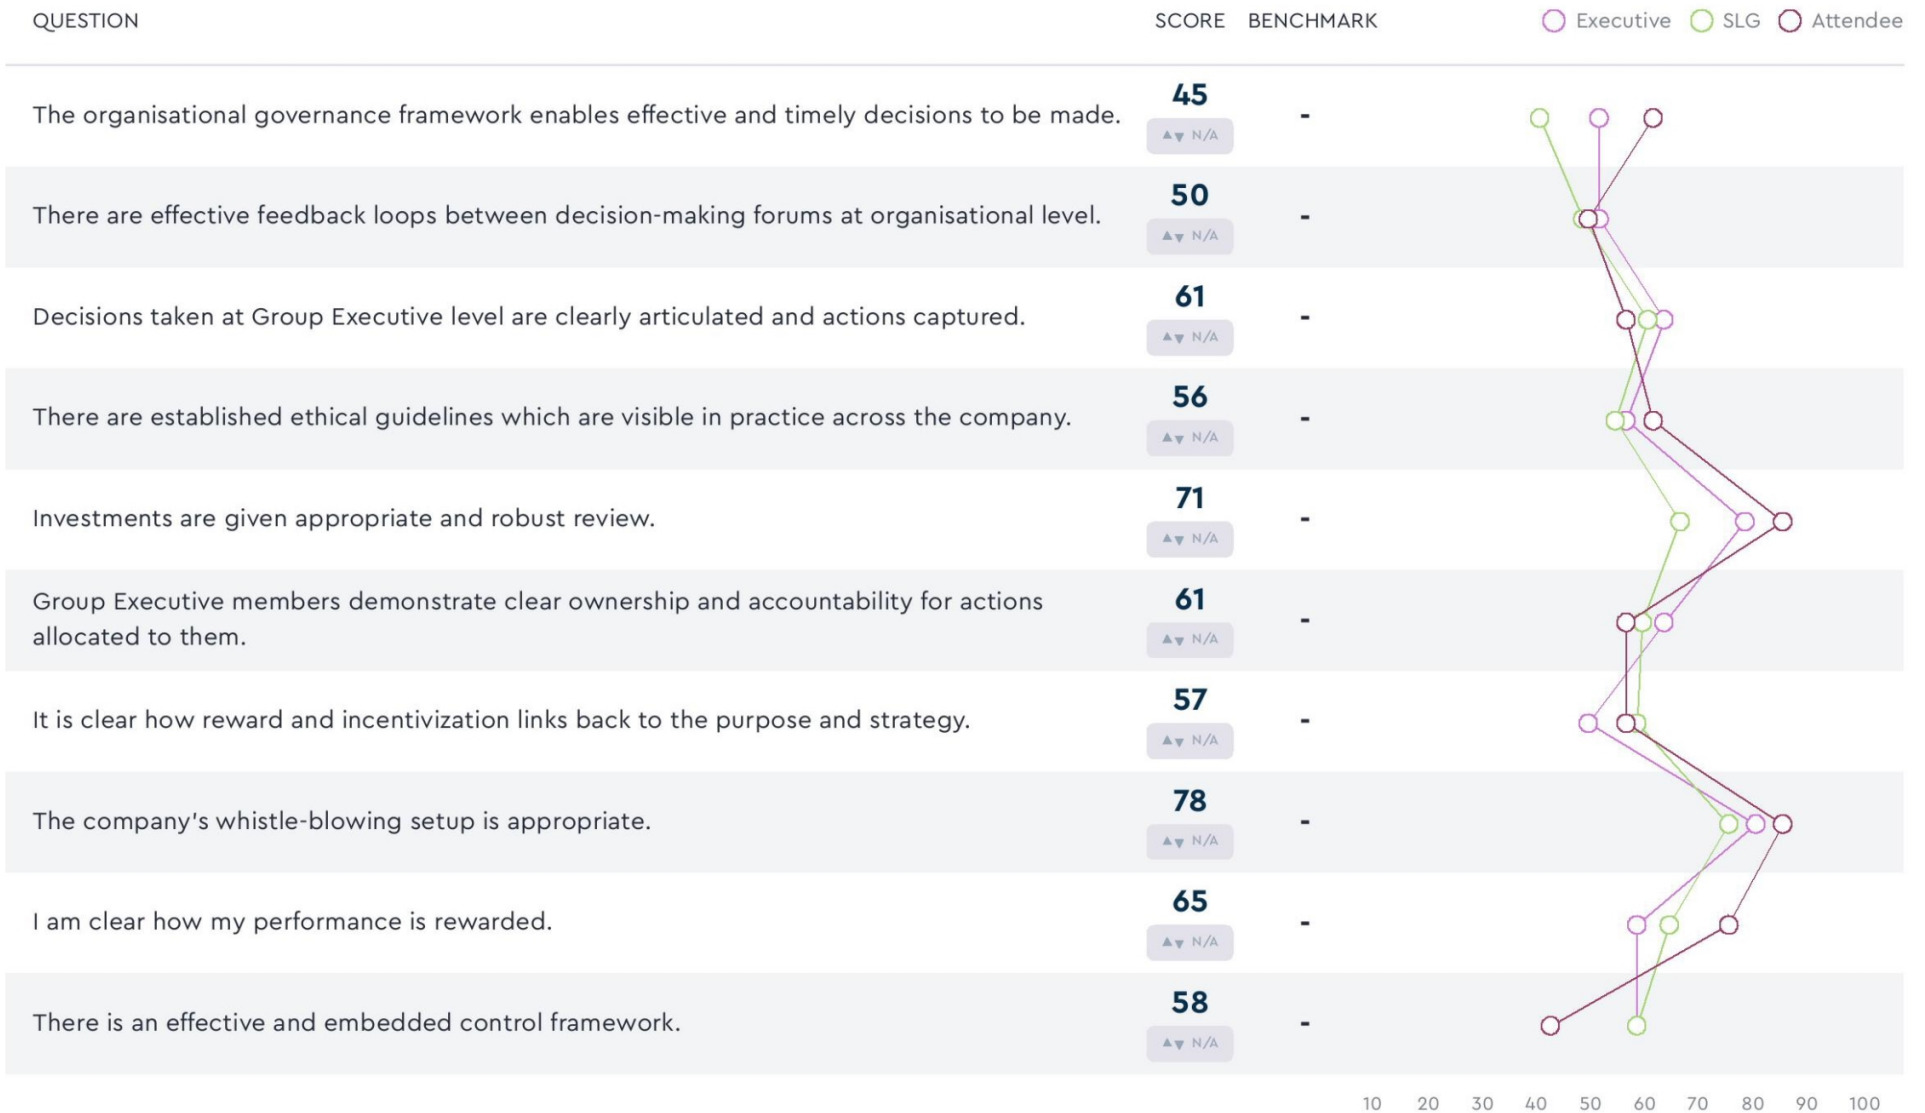 QUESTION SCORE BENCHMARK Executive SLG Attendee
The organisational governance framework enables effective and timely decisions to be made. 45 -
▲▼ N/A
There are effective feedback loops between decision-making forums at organisational level. 50 -
▲▼ N/A
Decisions taken at Group Executive level are clearly articulated and actions captured. 61 -
▲▼ N/A
There are established ethical guidelines which are visible in practice across the company. 56 -
▲▼ N/A
Investments are given appropriate and robust review. 71 -
▲▼ N/A
Group Executive members demonstrate clear ownership and accountability for actions
allocated to them. 61 -
▲▼ N/A
It is clear how reward and incentivization links back to the purpose and strategy. 57 -
▲▼ N/A
The company's whistle-blowing setup is appropriate. 78 -
▲▼ N/A
I am clear how my performance is rewarded. 65 -
▲▼ N/A
There is an effective and embedded control framework. 58 -
▲▼ N/A
10 20 30 40 50 60 70 80 90 100